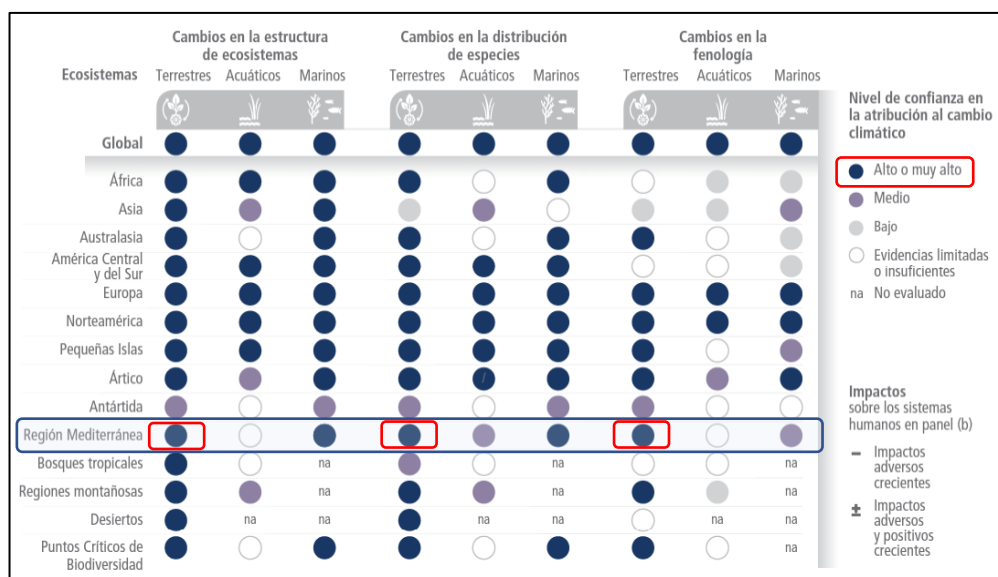 Cambios en la estructura
de ecosistemas
Cambios en la distribución
de especies
Cambios en la
fenología
Ecosistemas Terrestres Acuáticos Marinos Terrestres Acuáticos Marinos Terrestres Acuáticos Marinos
Global
África
Asia
Australasia
América Central
y del Sur
Europa
Norteamérica
Pequeñas Islas
Ártico
Antártida
Región Mediterránea
Bosques tropicales na na na
Regiones montañosas na na na
Desiertos na na na na na na
Puntos Críticos de
Biodiversidad na
Nivel de confianza en
la atribución al cambio
climático
Alto o muy alto
Medio
Bajo
Evidencias limitadas
o insuficientes
na No evaluado
Impactos
sobre los sistemas
humanos en panel (b)
− Impactos
adversos
crecientes
± Impactos
adversos
y positivos
crecientes